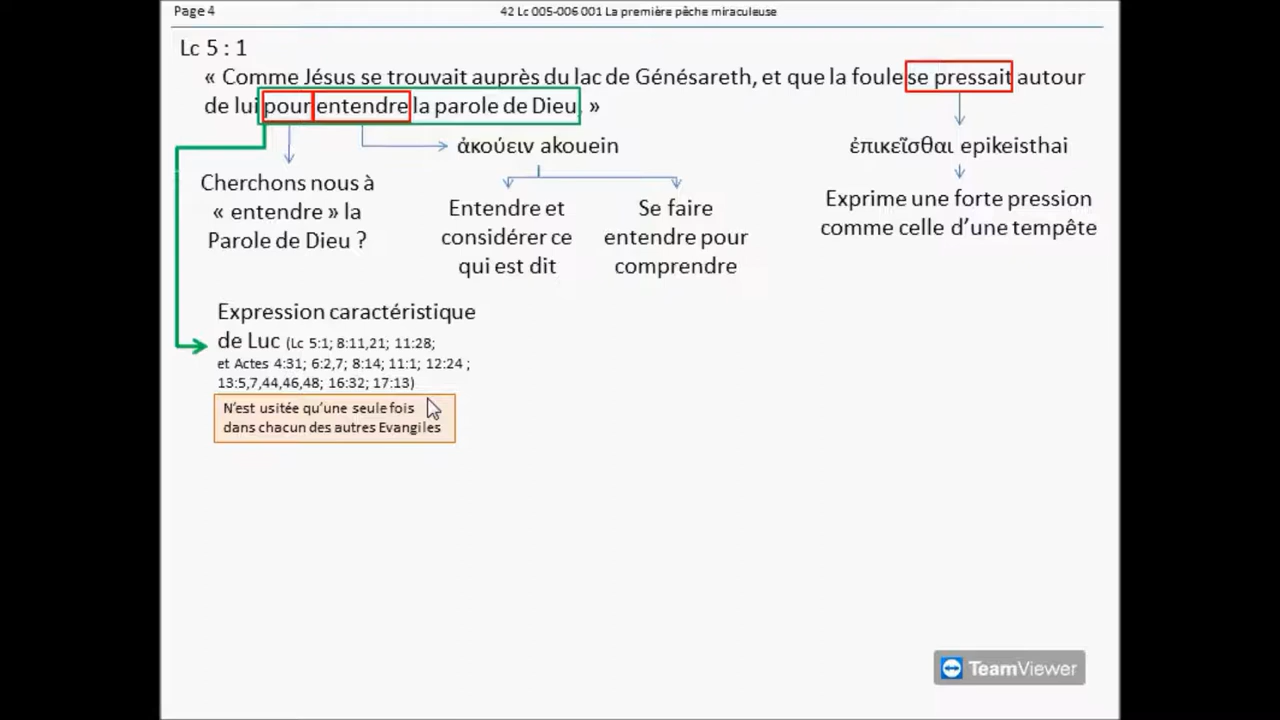 Page 4
42 Lc 005-006 001 La première pêche miraculeuse
Lc 5 : 1
« Comme Jésus se trouvait auprès du lac de Génésareth, et que la foule se pressait autour
de lui pour entendre la parole de Dieu, »
ἀκούειν akouein
ἐπικεῖσθαι epikeisthai
Cherchons nous à
« entendre » la
Parole de Dieu ?
Entendre et
considérer ce
qui est dit
Se faire
entendre pour
comprendre
Exprime une forte pression
comme celle d’une tempête
Expression caractéristique
de Luc (Lc 5:1; 8:11,21; 11:28;
et Actes 4:31; 6:2,7; 8:14; 11:1; 12:24 ;
13:5,7,44,46,48; 16:32; 17:13)
N’est usitée qu’une seule fois
dans chacun des autres Evangiles
TeamViewer